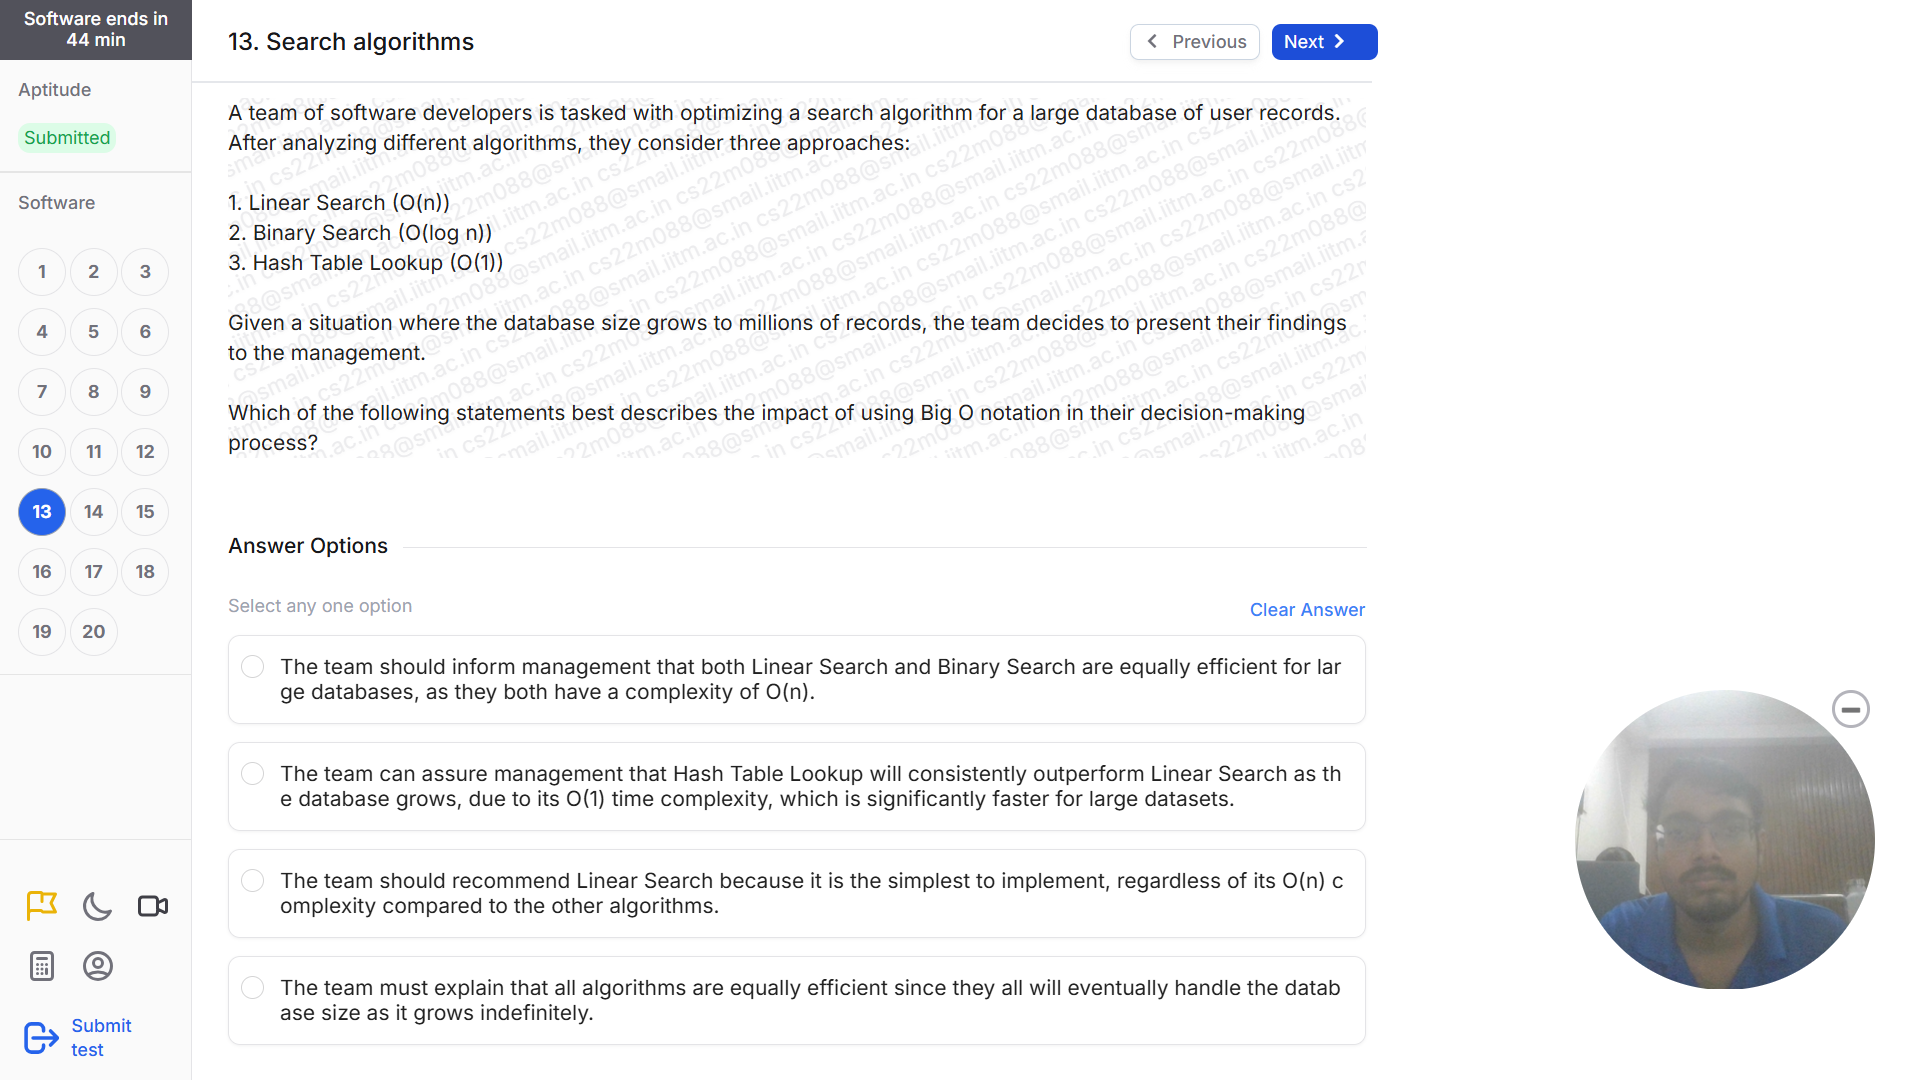 Software ends in
44 min
Aptitude
Submitted
Software
1 2 3
4 5 6
7 8 9
10 11 12
13 14 15
16 17 18
19 20
Submit
test
13. Search algorithms
Previous
Next
A team of software developers is tasked with optimizing a search algorithm for a large database of user records.
After analyzing different algorithms, they consider three approaches:
1. Linear Search (O(n))
2. Binary Search (O(log n))
3. Hash Table Lookup (O(1))
Given a situation where the database size grows to millions of records, the team decides to present their findings
to the management.
Which of the following statements best describes the impact of using Big O notation in their decision-making
process?
cs22m088@smail.iitm.ac.in
Answer Options
Select any one option
Clear Answer
The team should inform management that both Linear Search and Binary Search are equally efficient for lar
ge databases, as they both have a complexity of O(n).
The team can assure management that Hash Table Lookup will consistently outperform Linear Search as th
e database grows, due to its O(1) time complexity, which is significantly faster for large datasets.
The team should recommend Linear Search because it is the simplest to implement, regardless of its O(n) c
omplexity compared to the other algorithms.
The team must explain that all algorithms are equally efficient since they all will eventually handle the datab
ase size as it grows indefinitely.